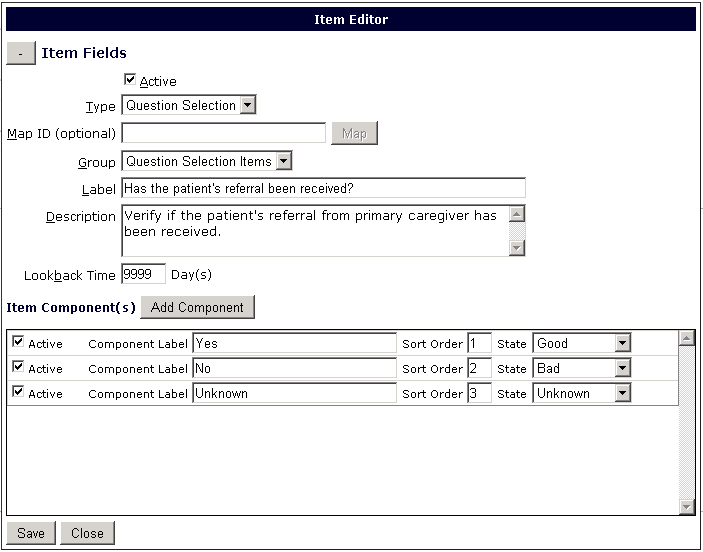 Item Editor
- Item Fields
Active
Type Question Selection
Map ID (optional) Map
Group Question Selection Items
Label Has the patient's referral been received?
Description Verify if the patient's referral from primary caregiver has
been received.
Lookback Time 9999 Day(s)
Item Component(s) Add Component
Active Component Label Yes Sort Order 1 State Good
Active Component Label No Sort Order 2 State Bad
Active Component Label Unknown Sort Order 3 State Unknown
Save Close